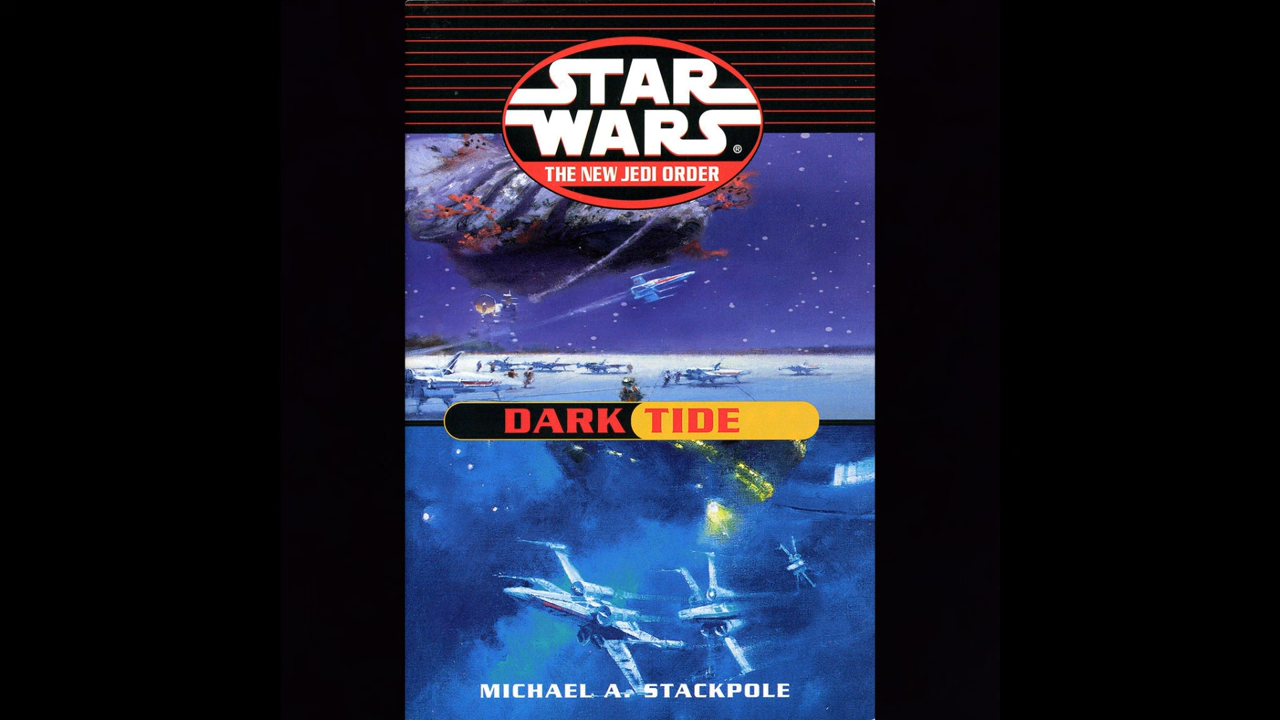 STAR
WARS®
THE NEW JEDI ORDER
DARK TIDE
MICHAEL A. STACKPOLE